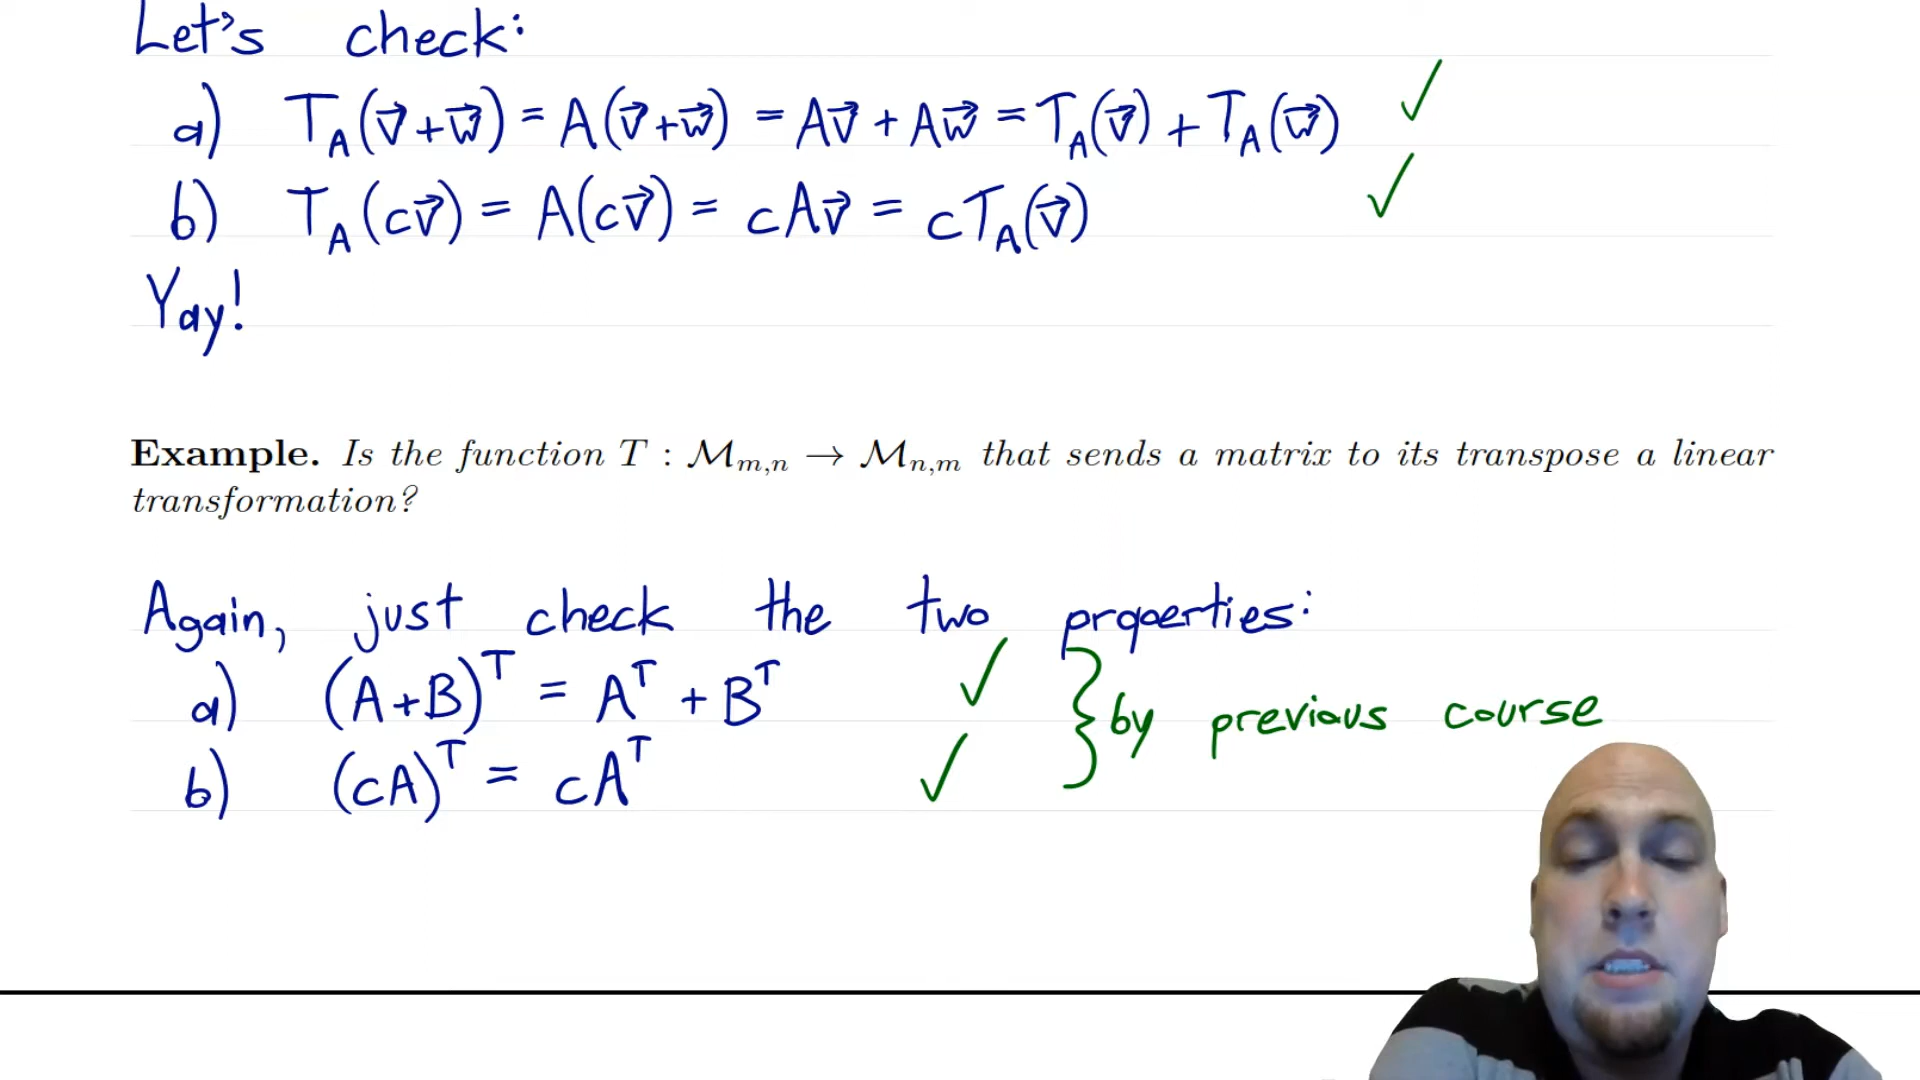 Let's check:
a) T_A(v⃗+w⃗) = A(v⃗+w⃗) = Av⃗ + Aw⃗ = T_A(v⃗) + T_A(w⃗) ✓
b) T_A(cv⃗) = A(cv⃗) = cAv⃗ = cT_A(v⃗) ✓
Yay!
Example. Is the function T : ℳ_{m,n} → ℳ_{n,m} that sends a matrix to its transpose a linear
transformation?
Again, just check the two properties:
a) (A+B)^T = A^T + B^T ✓
b) (cA)^T = cA^T ✓
} by previous course